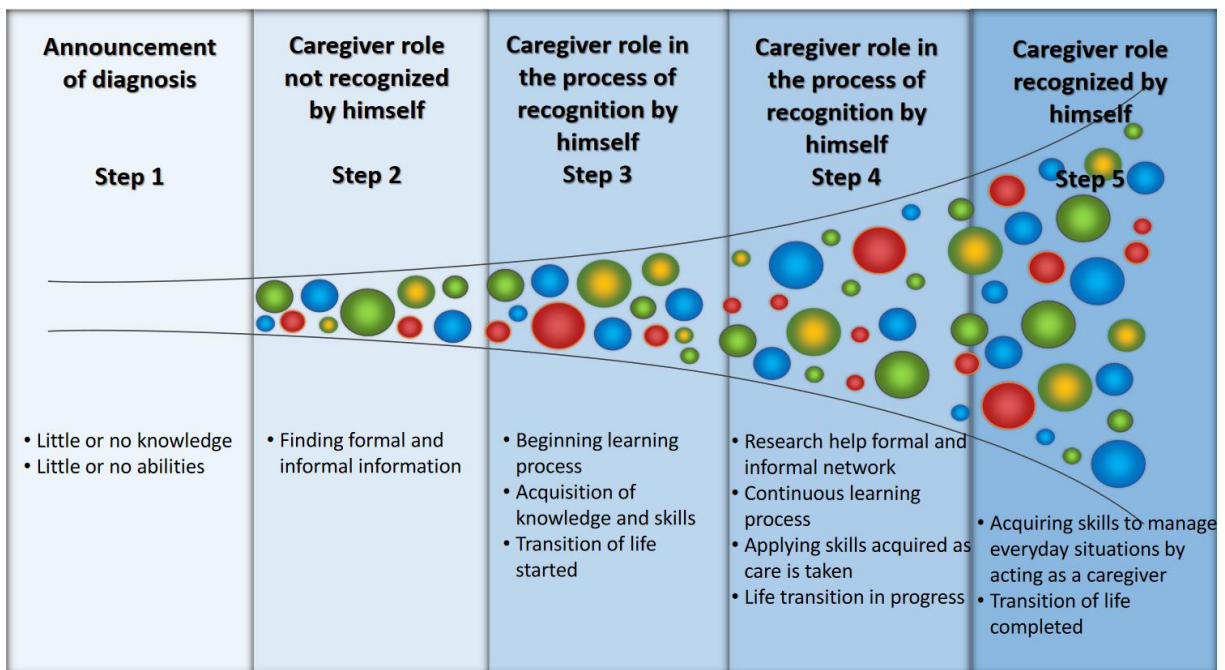 Announcement
of diagnosis
Step 1
• Little or no knowledge
• Little or no abilities
Caregiver role
not recognized
by himself
Step 2
• Finding formal and
informal information
Caregiver role in
the process of
recognition by
himself
Step 3
• Beginning learning
process
• Acquisition of
knowledge and skills
• Transition of life
started
Caregiver role in
the process of
recognition by
himself
Step 4
• Research help formal and
informal network
• Continuous learning
process
• Applying skills acquired as
care is taken
• Life transition in progress
Caregiver role
recognized by
himself
Step 5
• Acquiring skills to manage
everyday situations by
acting as a caregiver
• Transition of life
completed